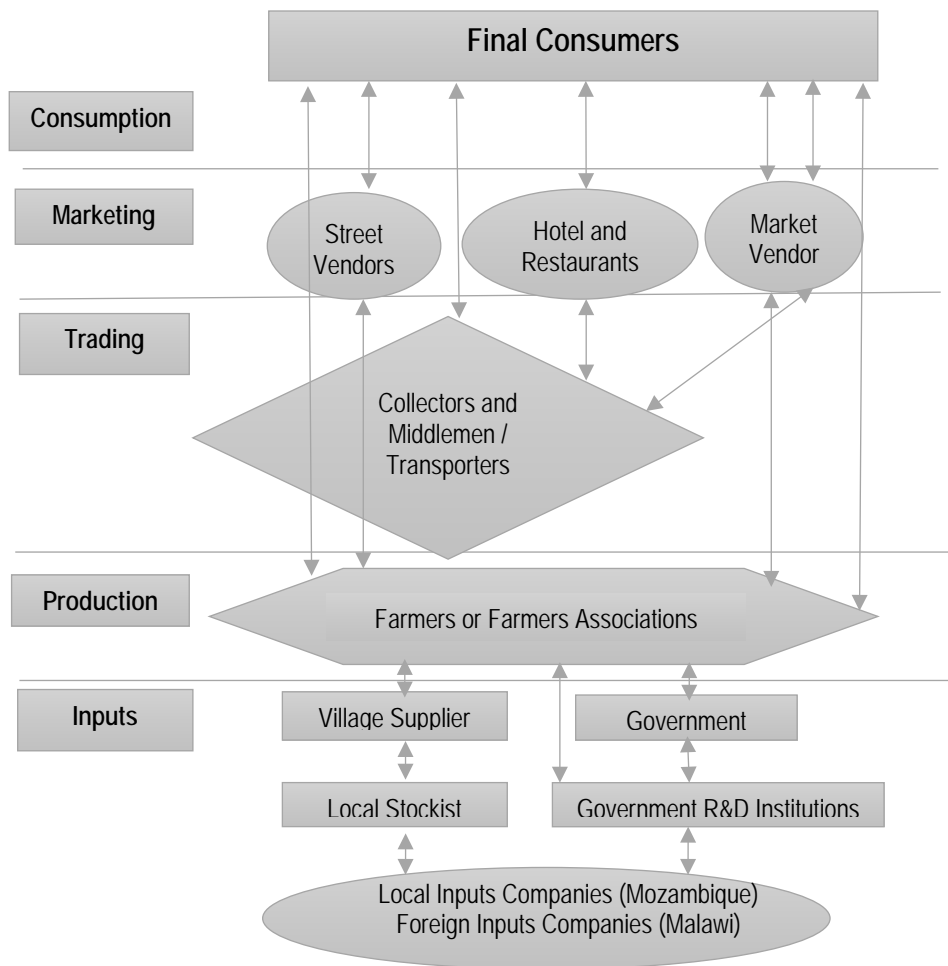 Final Consumers
Consumption
Marketing
Street
Vendors
Hotel and
Restaurants
Market
Vendor
Trading
Collectors and
Middlemen /
Transporters
Production
Farmers or Farmers Associations
Inputs
Village Supplier
Government
Local Stockist
Government R&D Institutions
Local Inputs Companies (Mozambique)
Foreign Inputs Companies (Malawi)